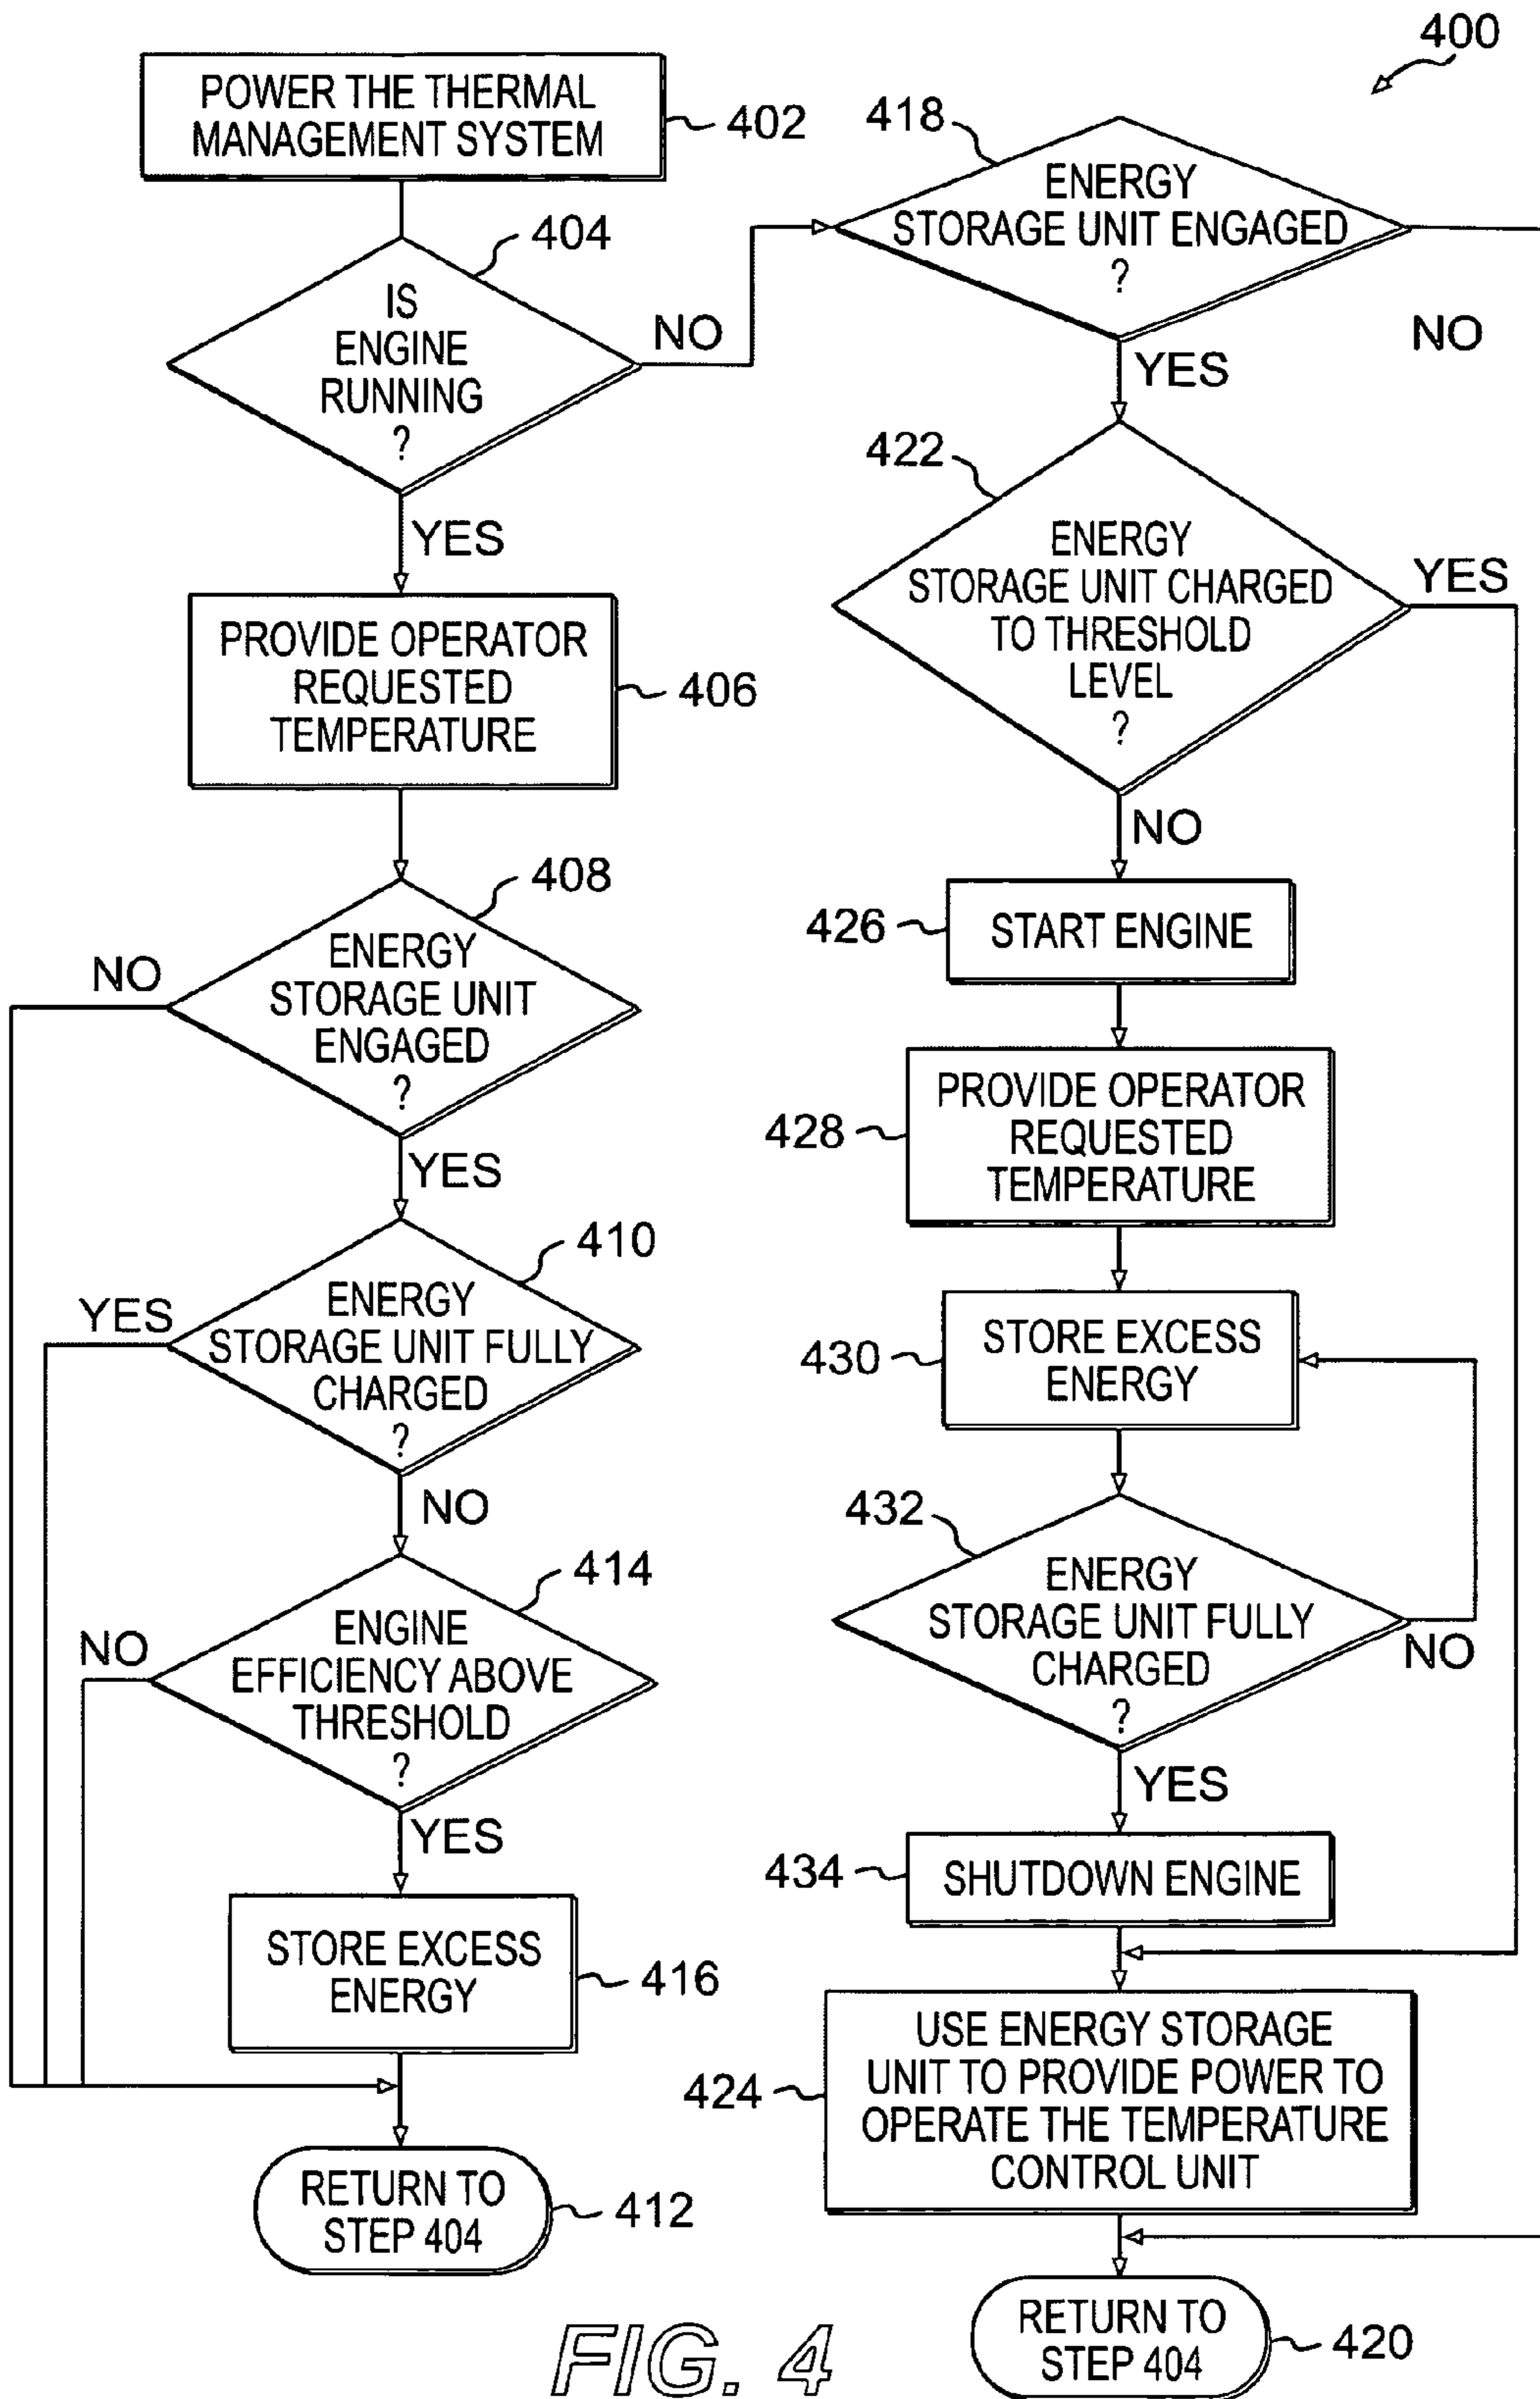 400
POWER THE THERMAL
MANAGEMENT SYSTEM
402
404
IS
ENGINE
RUNNING
?
NO
YES
PROVIDE OPERATOR
REQUESTED
TEMPERATURE
406
408
ENERGY
STORAGE UNIT
ENGAGED
?
NO
YES
410
ENERGY
STORAGE UNIT FULLY
CHARGED
?
YES
NO
414
ENGINE
EFFICIENCY ABOVE
THRESHOLD
?
NO
YES
STORE EXCESS
ENERGY
416
RETURN TO
STEP 404
412
418
ENERGY
STORAGE UNIT ENGAGED
?
NO
YES
422
ENERGY
STORAGE UNIT CHARGED
TO THRESHOLD
LEVEL
?
YES
NO
426
START ENGINE
428
PROVIDE OPERATOR
REQUESTED
TEMPERATURE
430
STORE EXCESS
ENERGY
432
ENERGY
STORAGE UNIT FULLY
CHARGED
?
NO
YES
434
SHUTDOWN ENGINE
424
USE ENERGY STORAGE
UNIT TO PROVIDE POWER TO
OPERATE THE TEMPERATURE
CONTROL UNIT
RETURN TO
STEP 404
420
FIG. 4